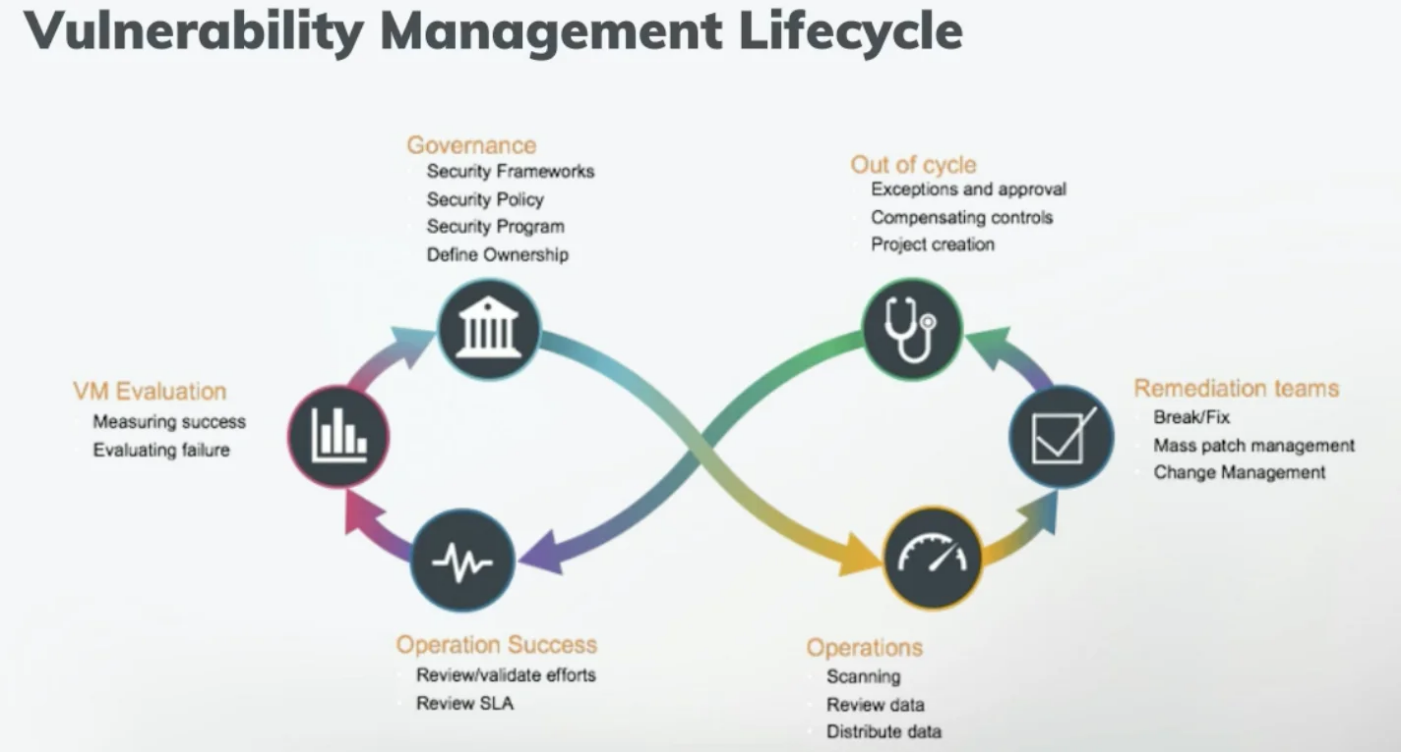 Vulnerability Management Lifecycle
Governance
Security Frameworks
Security Policy
Security Program
Define Ownership
Out of cycle
Exceptions and approval
Compensating controls
Project creation
VM Evaluation
Measuring success
Evaluating failure
Remediation teams
Break/Fix
Mass patch management
Change Management
Operation Success
Review/validate efforts
Review SLA
Operations
Scanning
Review data
Distribute data